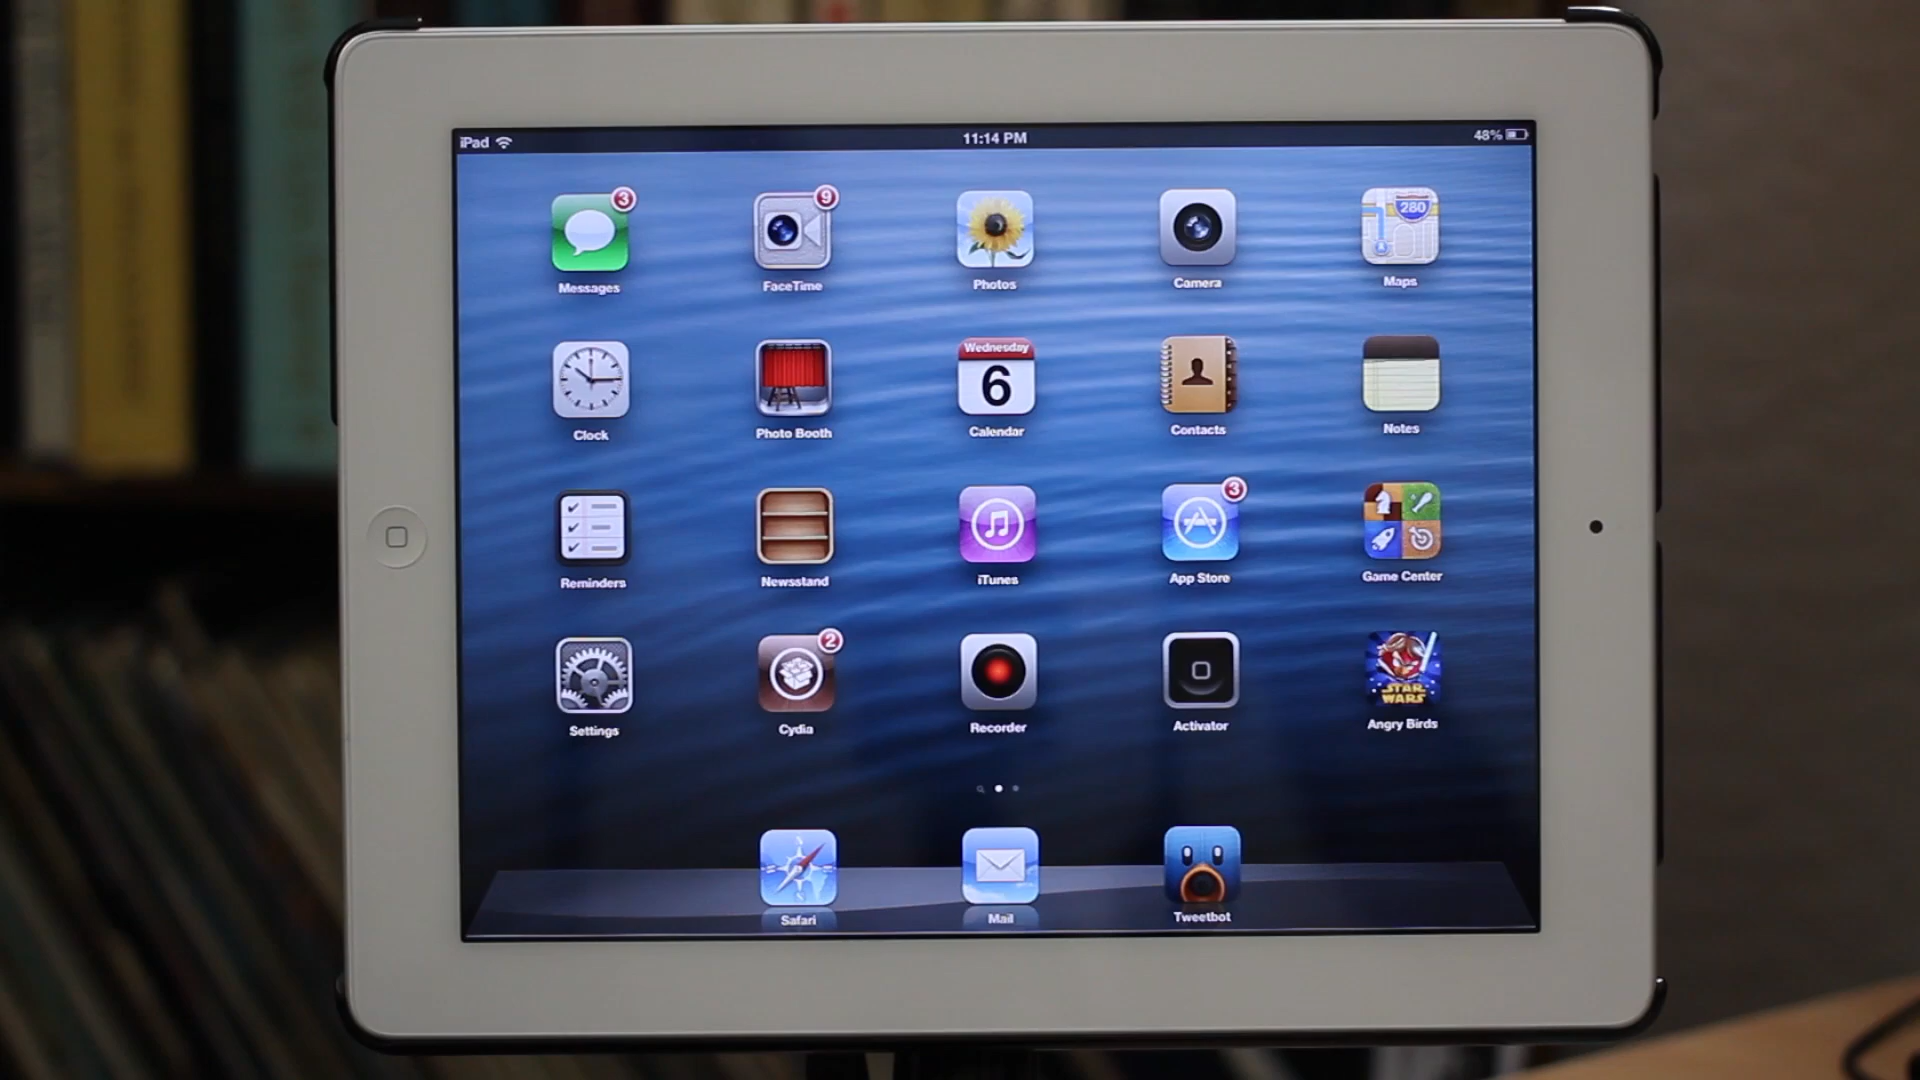 iPad 11:14 PM 48%
3 9 280
Messages FaceTime Photos Camera Maps
Wednesday
6
Clock Photo Booth Calendar Contacts Notes
3
Reminders Newsstand iTunes App Store Game Center
2 STAR WARS
Settings Cydia Recorder Activator Angry Birds
Safari Mail Tweetbot